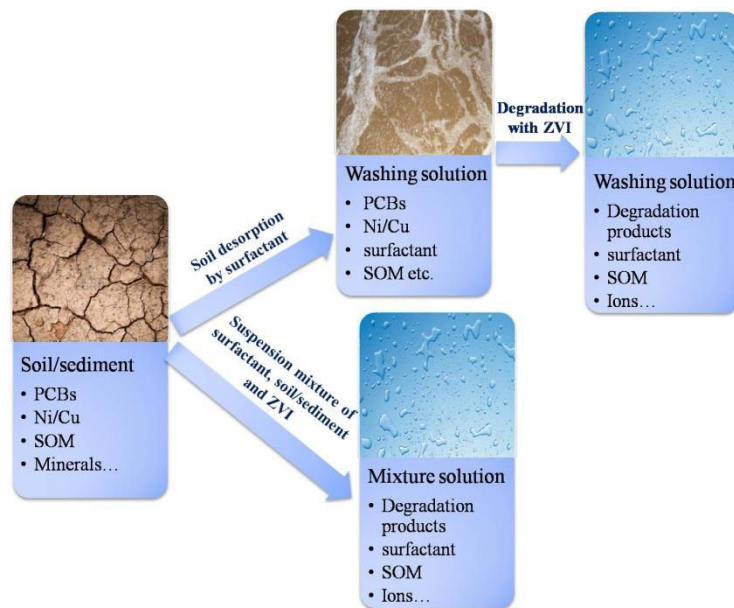 Soil/sediment
• PCBs
• Ni/Cu
• SOM
• Minerals…
Soil desorption
by surfactant
Washing solution
• PCBs
• Ni/Cu
• surfactant
• SOM etc.
Degradation
with ZVI
Washing solution
• Degradation
products
• surfactant
• SOM
• Ions…
Suspension mixture of
surfactant, soil/sediment
and ZVI
Mixture solution
• Degradation
products
• surfactant
• SOM
• Ions…